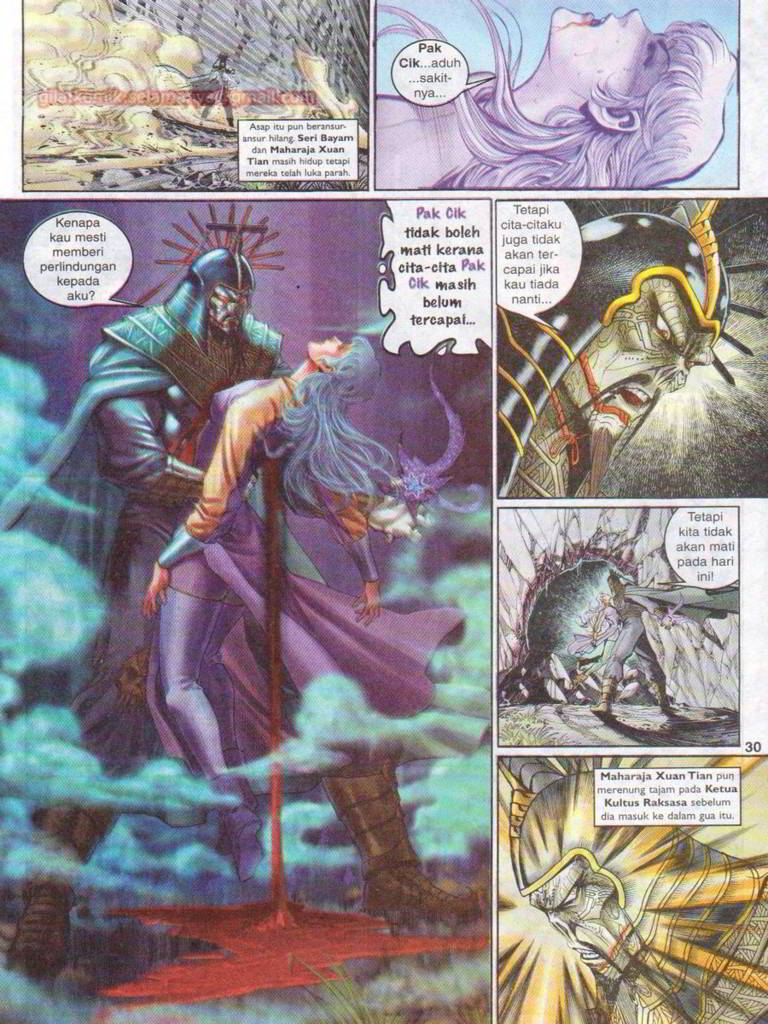 Asap itu pun beransur-
ansur hilang. Seri Bayam
dan Maharaja Xuan
Tian masih hidup tetapi
mereka telah luka parah.
Pak
Cik...aduh
...sakit-
nya...
Kenapa
kau mesti
memberi
perlindungan
kepada
aku?
Pak Cik
tidak boleh
mati kerana
cita-cita Pak
Cik masih
belum
tercapai...
Tetapi
cita-citaku
juga tidak
akan ter-
capai jika
kau tiada
nanti...
Tetapi
kita tidak
akan mati
pada hari
ini!
30
Maharaja Xuan Tian pun
merenung tajam pada Ketua
Kultus Raksasa sebelum
dia masuk ke dalam gua itu.